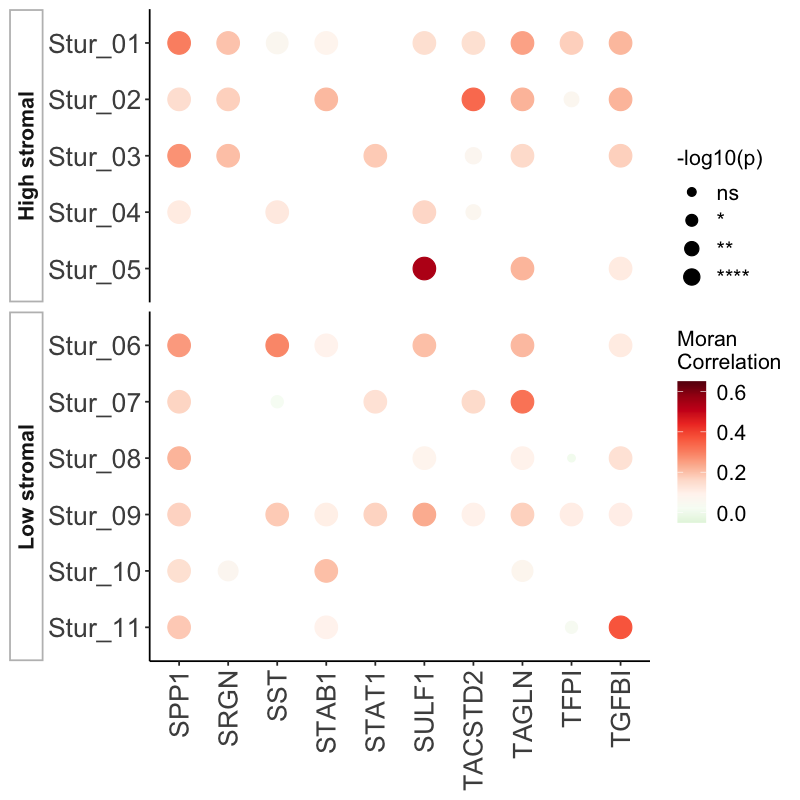 High stromal
Stur_01
Stur_02
Stur_03
Stur_04
Stur_05
Low stromal
Stur_06
Stur_07
Stur_08
Stur_09
Stur_10
Stur_11
SPP1
SRGN
SST
STAB1
STAT1
SULF1
TACSTD2
TAGLN
TFPI
TGFBI
-log10(p)
ns
*
**
****
Moran
Correlation
0.6
0.4
0.2
0.0